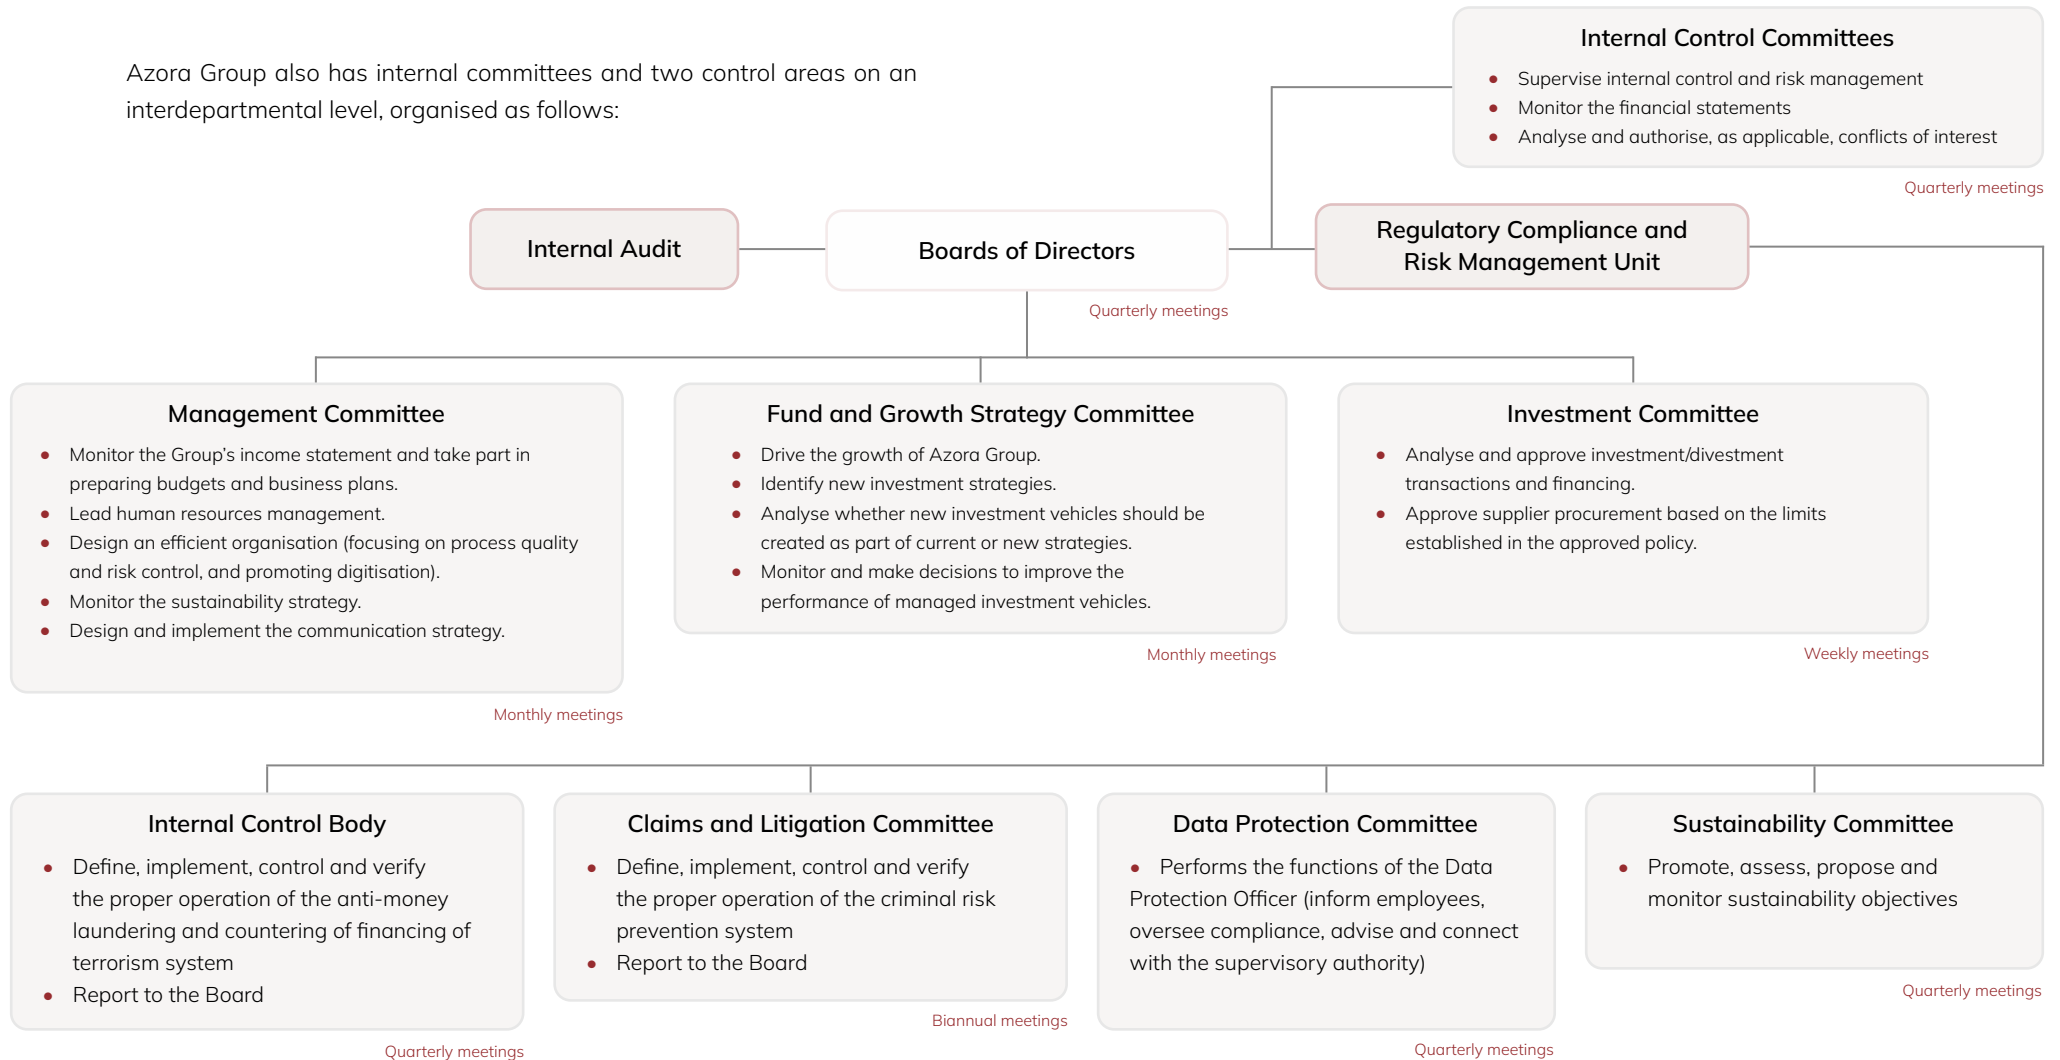 Azora Group also has internal committees and two control areas on an
interdepartmental level, organised as follows:
Internal Control Committees
• Supervise internal control and risk management
• Monitor the financial statements
• Analyse and authorise, as applicable, conflicts of interest
Quarterly meetings
Internal Audit
Boards of Directors
Quarterly meetings
Regulatory Compliance and
Risk Management Unit
Management Committee
• Monitor the Group's income statement and take part in
preparing budgets and business plans.
• Lead human resources management.
• Design an efficient organisation (focusing on process quality
and risk control, and promoting digitisation).
• Monitor the sustainability strategy.
• Design and implement the communication strategy.
Monthly meetings
Fund and Growth Strategy Committee
• Drive the growth of Azora Group.
• Identify new investment strategies.
• Analyse whether new investment vehicles should be
created as part of current or new strategies.
• Monitor and make decisions to improve the
performance of managed investment vehicles.
Monthly meetings
Investment Committee
• Analyse and approve investment/divestment
transactions and financing.
• Approve supplier procurement based on the limits
established in the approved policy.
Weekly meetings
Internal Control Body
• Define, implement, control and verify
the proper operation of the anti-money
laundering and countering of financing of
terrorism system
• Report to the Board
Quarterly meetings
Claims and Litigation Committee
• Define, implement, control and verify
the proper operation of the criminal risk
prevention system
• Report to the Board
Biannual meetings
Data Protection Committee
• Performs the functions of the Data
Protection Officer (inform employees,
oversee compliance, advise and connect
with the supervisory authority)
Quarterly meetings
Sustainability Committee
• Promote, assess, propose and
monitor sustainability objectives
Quarterly meetings